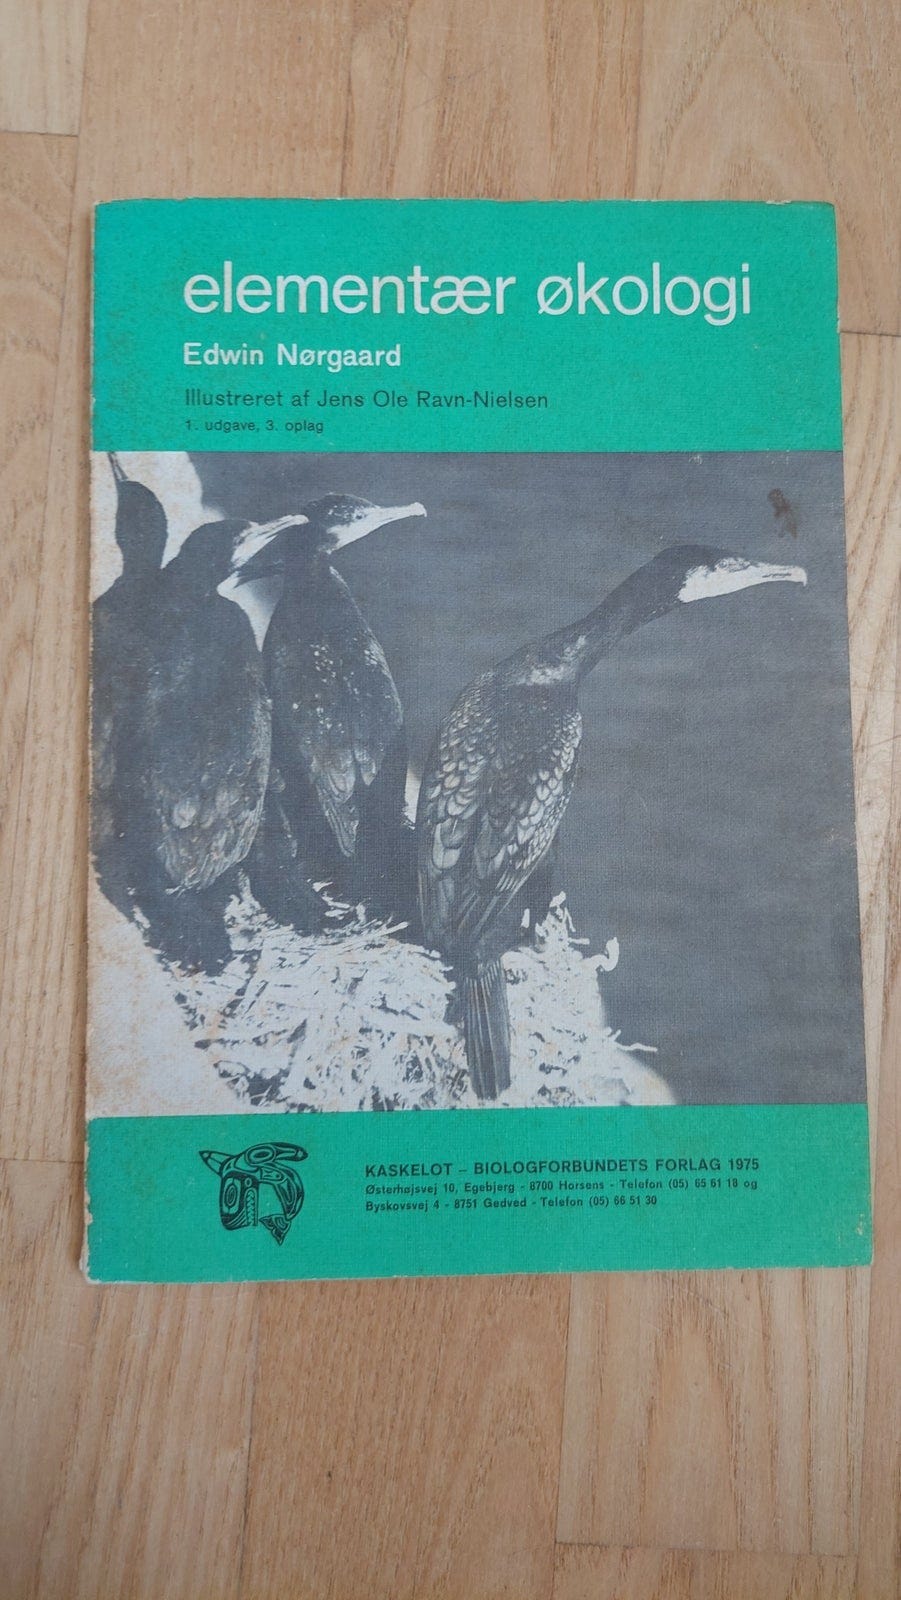 elementær økologi
Edwin Nørgaard
Illustreret af Jens Ole Ravn-Nielsen
1. udgave, 3. oplag
KASKELOT – BIOLOGFORBUNDETS FORLAG 1975
Østerhøjsvej 10, Egebjerg - 8700 Horsens - Telefon (05) 65 61 18 og
Byskovsvej 4 - 8751 Gedved - Telefon (05) 66 51 30